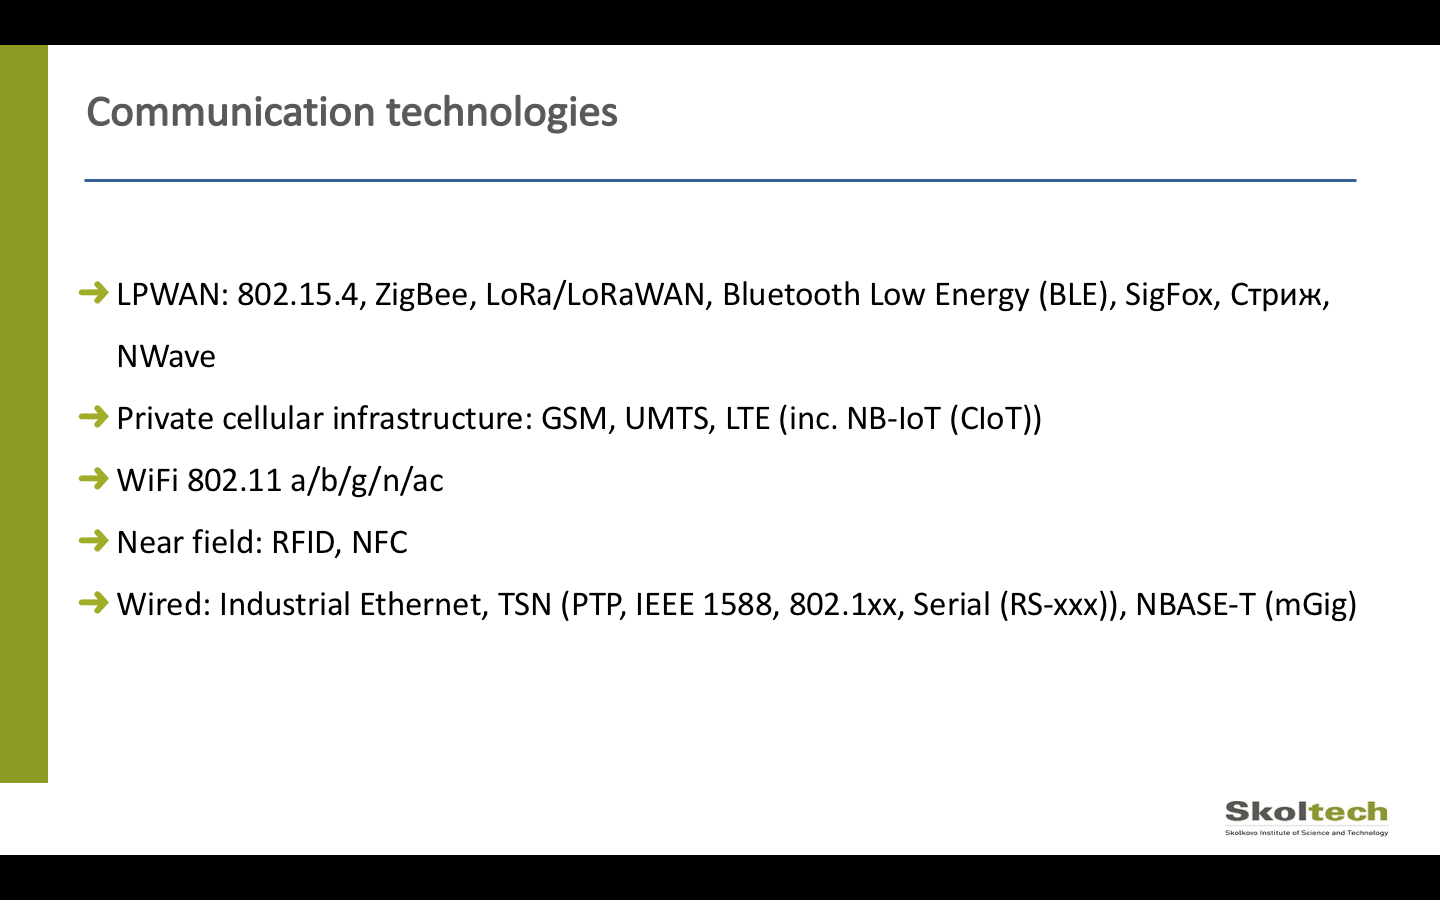 Communication technologies
LPWAN: 802.15.4, ZigBee, LoRa/LoRaWAN, Bluetooth Low Energy (BLE), SigFox, Стриж,
NWave
Private cellular infrastructure: GSM, UMTS, LTE (inc. NB-IoT (CIoT))
WiFi 802.11 a/b/g/n/ac
Near field: RFID, NFC
Wired: Industrial Ethernet, TSN (PTP, IEEE 1588, 802.1xx, Serial (RS-xxx)), NBASE-T (mGig)
Skoltech
Skolkovo Institute of Science and Technology